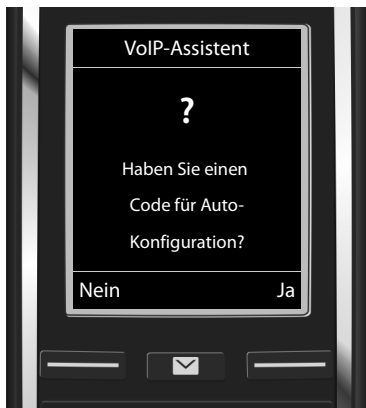 VoIP-Assistent
?
Haben Sie einen
Code für Auto-
Konfiguration?
Nein Ja